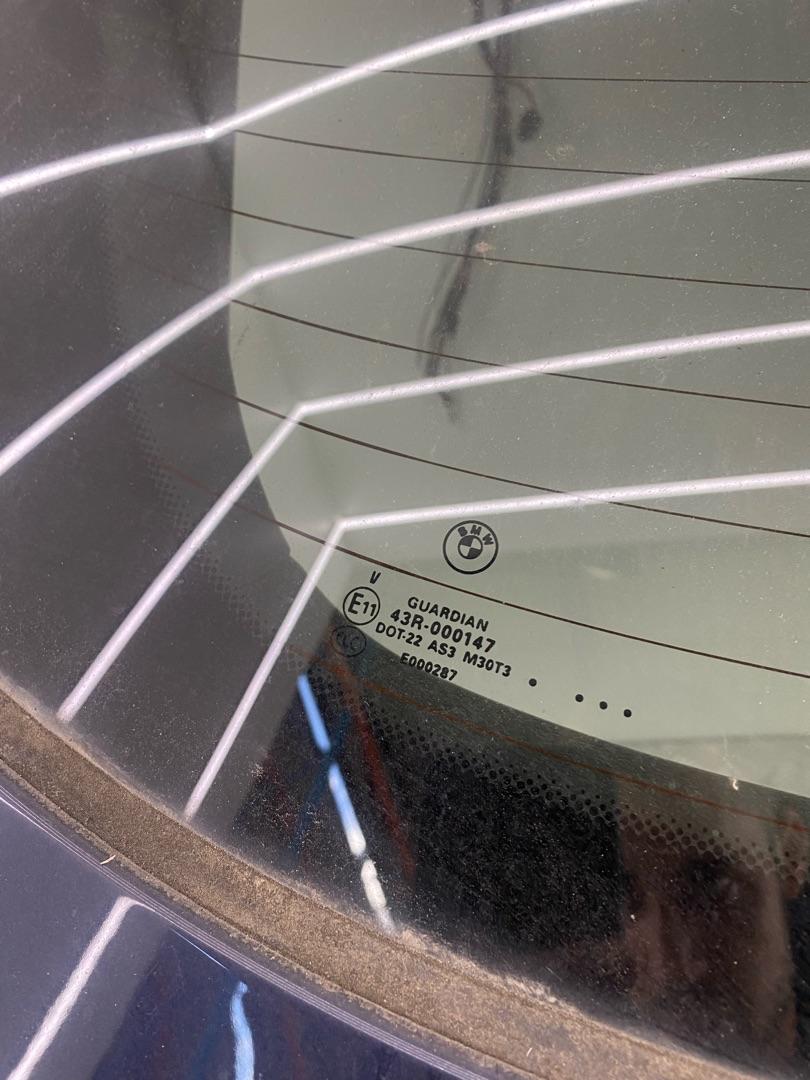 BMW
V
E11
GUARDIAN
43R-000147
DOT-22 AS3 M30T3
E000287